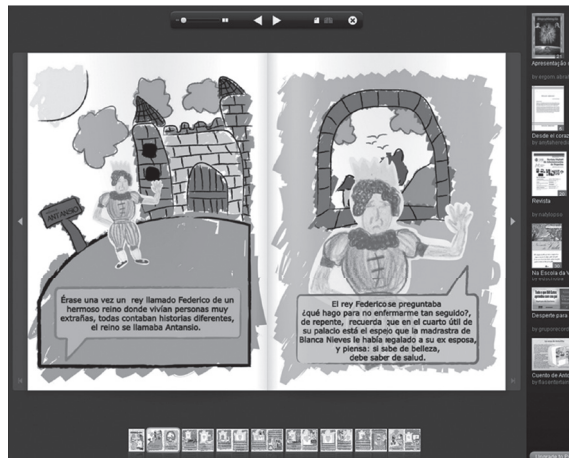 ANTANSIO
Érase una vez un rey llamado Federico de un
hermoso reino donde vivían personas muy
extrañas, todas contaban historias diferentes,
el reino se llamaba Antansio.
El rey Federico se preguntaba
¿qué hago para no enfermarme tan seguido?,
de repente, recuerda que en el cuarto útil de
su palacio está el espejo que la madrastra de
Blanca Nieves le había regalado a su ex esposa,
y piensa: si sabe de belleza,
debe saber de salud.
Apresentação
Desde el coraz
Revista
Na Escola da V
Desperte para
Cuento de Anto